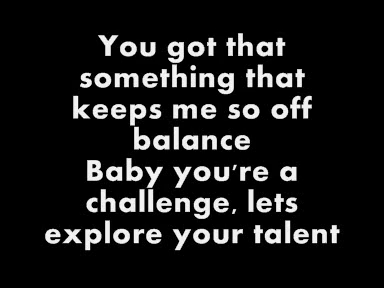 You got that
something that
keeps me so off
balance
Baby you're a
challenge, lets
explore your talent